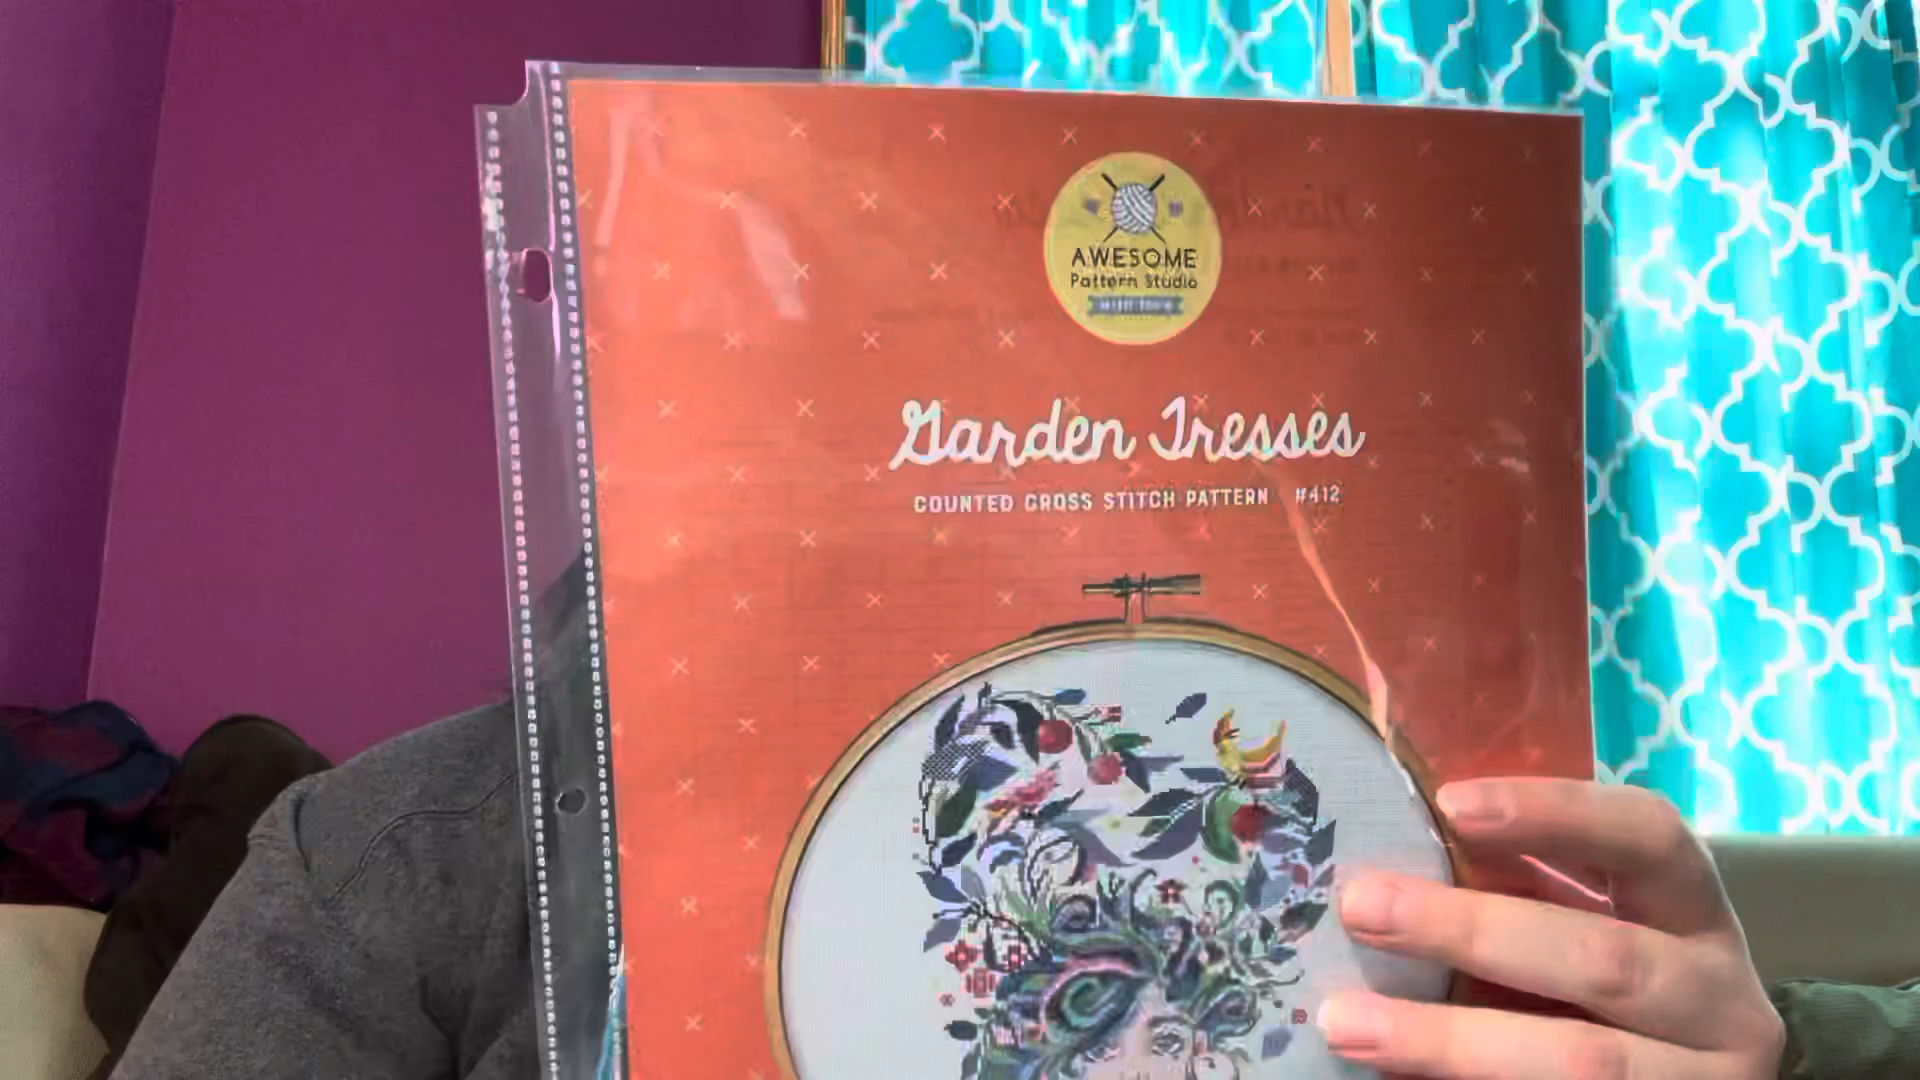 AWESOME
Pattern Studio
Garden Tresses
COUNTED CROSS STITCH PATTERN #412